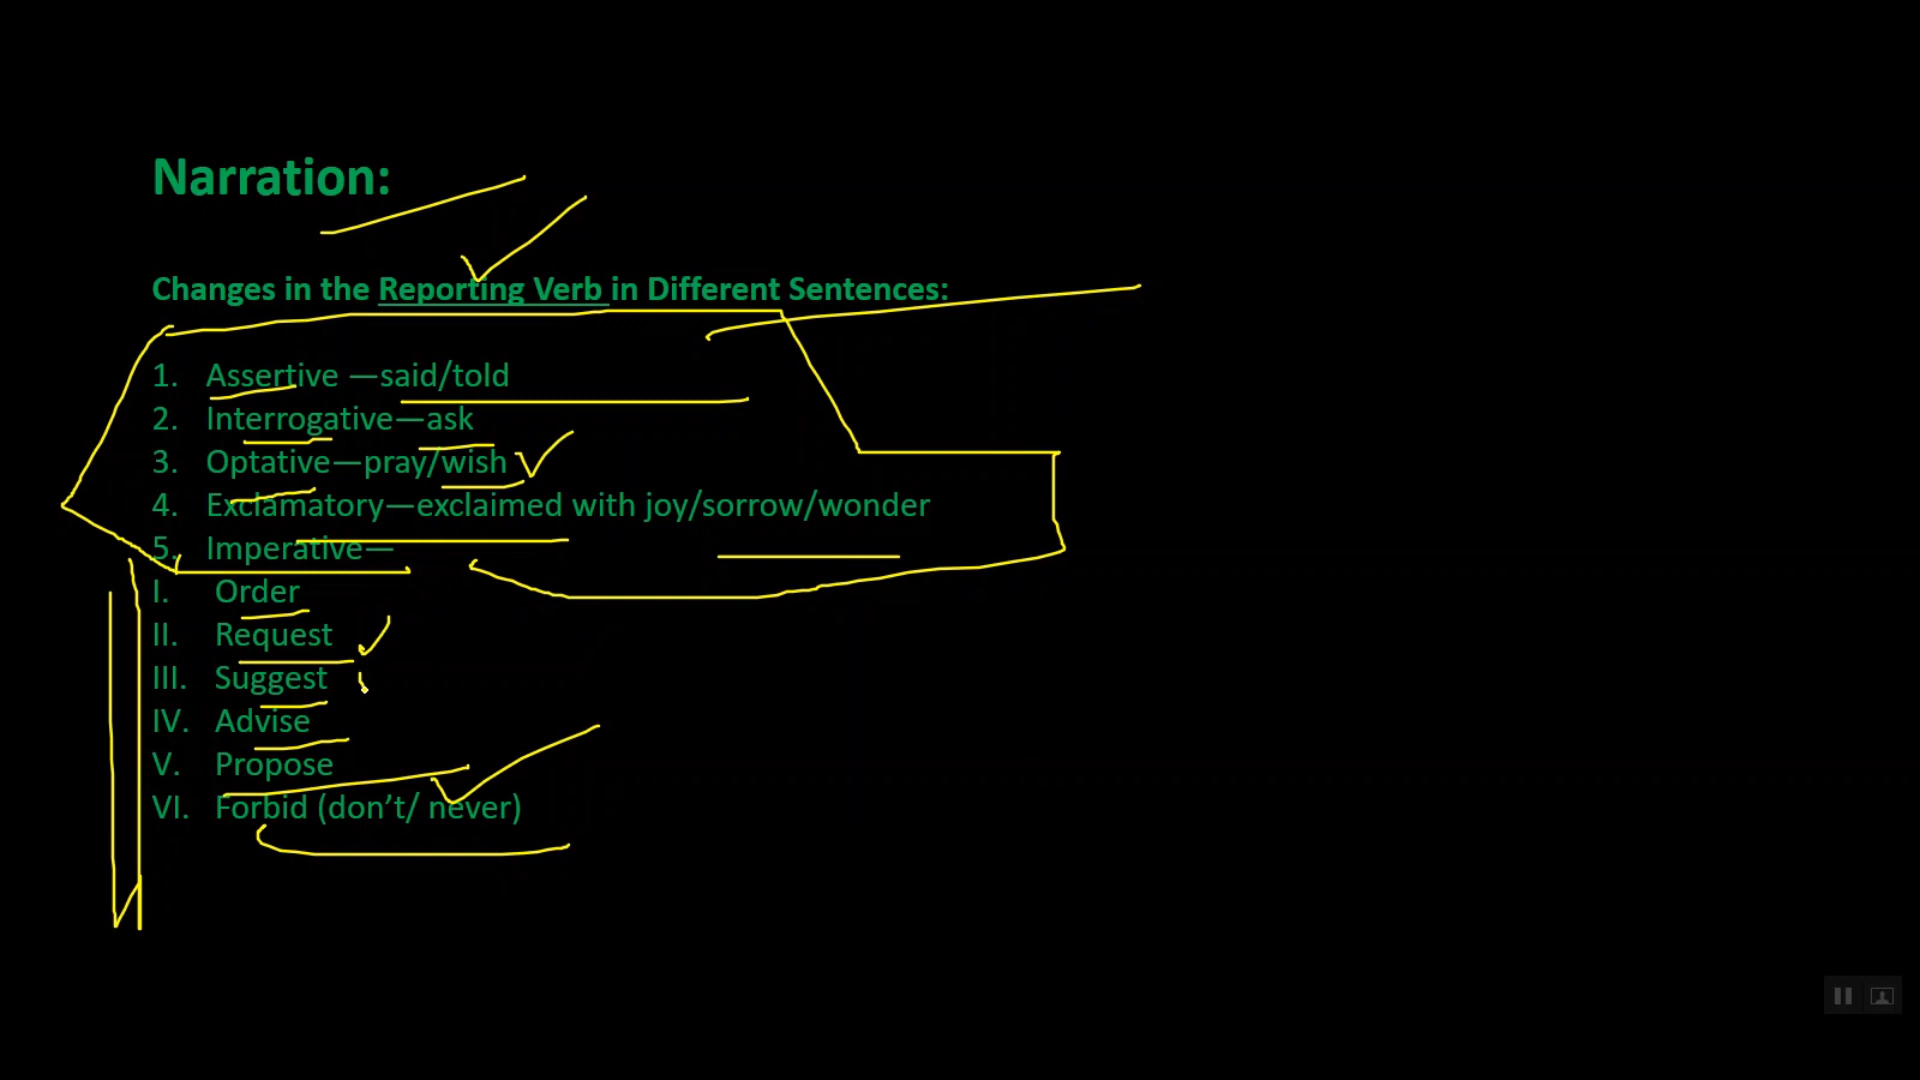 Narration:
Changes in the Reporting Verb in Different Sentences:
1. Assertive —said/told
2. Interrogative—ask
3. Optative—pray/wish
4. Exclamatory—exclaimed with joy/sorrow/wonder
5. Imperative—
I. Order
II. Request
III. Suggest
IV. Advise
V. Propose
VI. Forbid (don’t/ never)